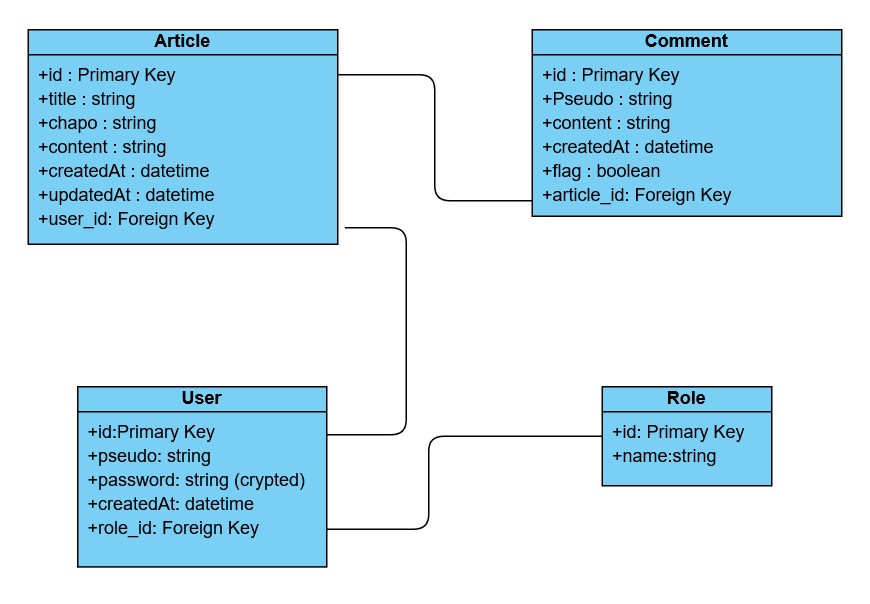 Article
+id : Primary Key
+title : string
+chapo : string
+content : string
+createdAt : datetime
+updatedAt : datetime
+user_id: Foreign Key
Comment
+id : Primary Key
+Pseudo : string
+content : string
+createdAt : datetime
+flag : boolean
+article_id: Foreign Key
User
+id:Primary Key
+pseudo: string
+password: string (crypted)
+createdAt: datetime
+role_id: Foreign Key
Role
+id: Primary Key
+name:string